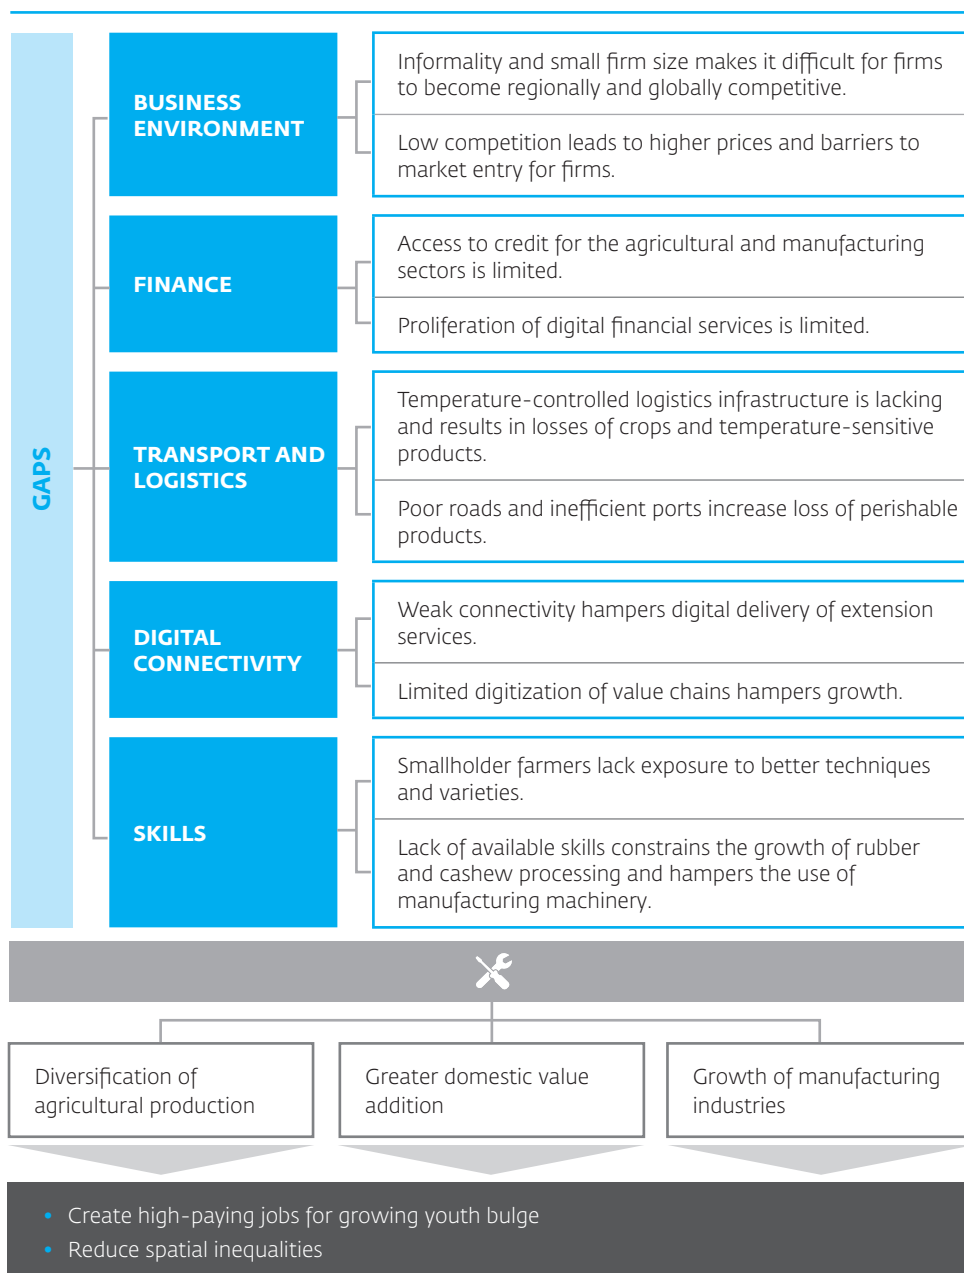 GAPS
BUSINESS
ENVIRONMENT
Informality and small firm size makes it difficult for firms
to become regionally and globally competitive.
Low competition leads to higher prices and barriers to
market entry for firms.
FINANCE
Access to credit for the agricultural and manufacturing
sectors is limited.
Proliferation of digital financial services is limited.
TRANSPORT AND
LOGISTICS
Temperature-controlled logistics infrastructure is lacking
and results in losses of crops and temperature-sensitive
products.
Poor roads and inefficient ports increase loss of perishable
products.
DIGITAL
CONNECTIVITY
Weak connectivity hampers digital delivery of extension
services.
Limited digitization of value chains hampers growth.
SKILLS
Smallholder farmers lack exposure to better techniques
and varieties.
Lack of available skills constrains the growth of rubber
and cashew processing and hampers the use of
manufacturing machinery.
Diversification of
agricultural production
Greater domestic value
addition
Growth of manufacturing
industries
• Create high-paying jobs for growing youth bulge
• Reduce spatial inequalities